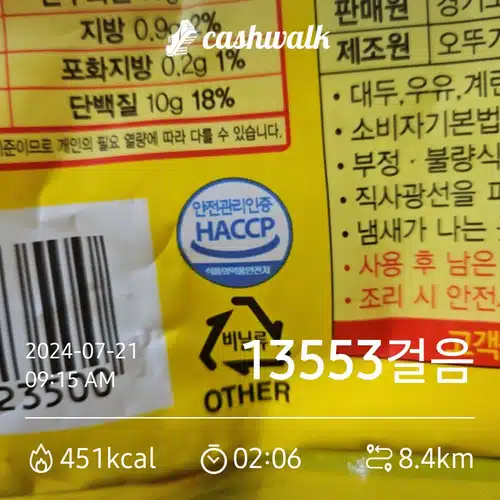 cashwalk
지방 0.9g 2%
포화지방 0.2g 1%
단백질 10g 18%
준이므로 개인의 필요 열량에 따라 다를 수 있습니다.
판매원 경기도
제조원 오뚜기
• 대두,우유,계란
• 소비자기본법
• 부정·불량식
• 직사광선을 피
• 냄새가 나는
• 사용 후 남은
• 조리 시 안전
고객
안전관리인증
HACCP
식품의약품안전처
비닐류
OTHER
23500
2024-07-21
09:15 AM
13553걸음
451kcal
02:06
8.4km